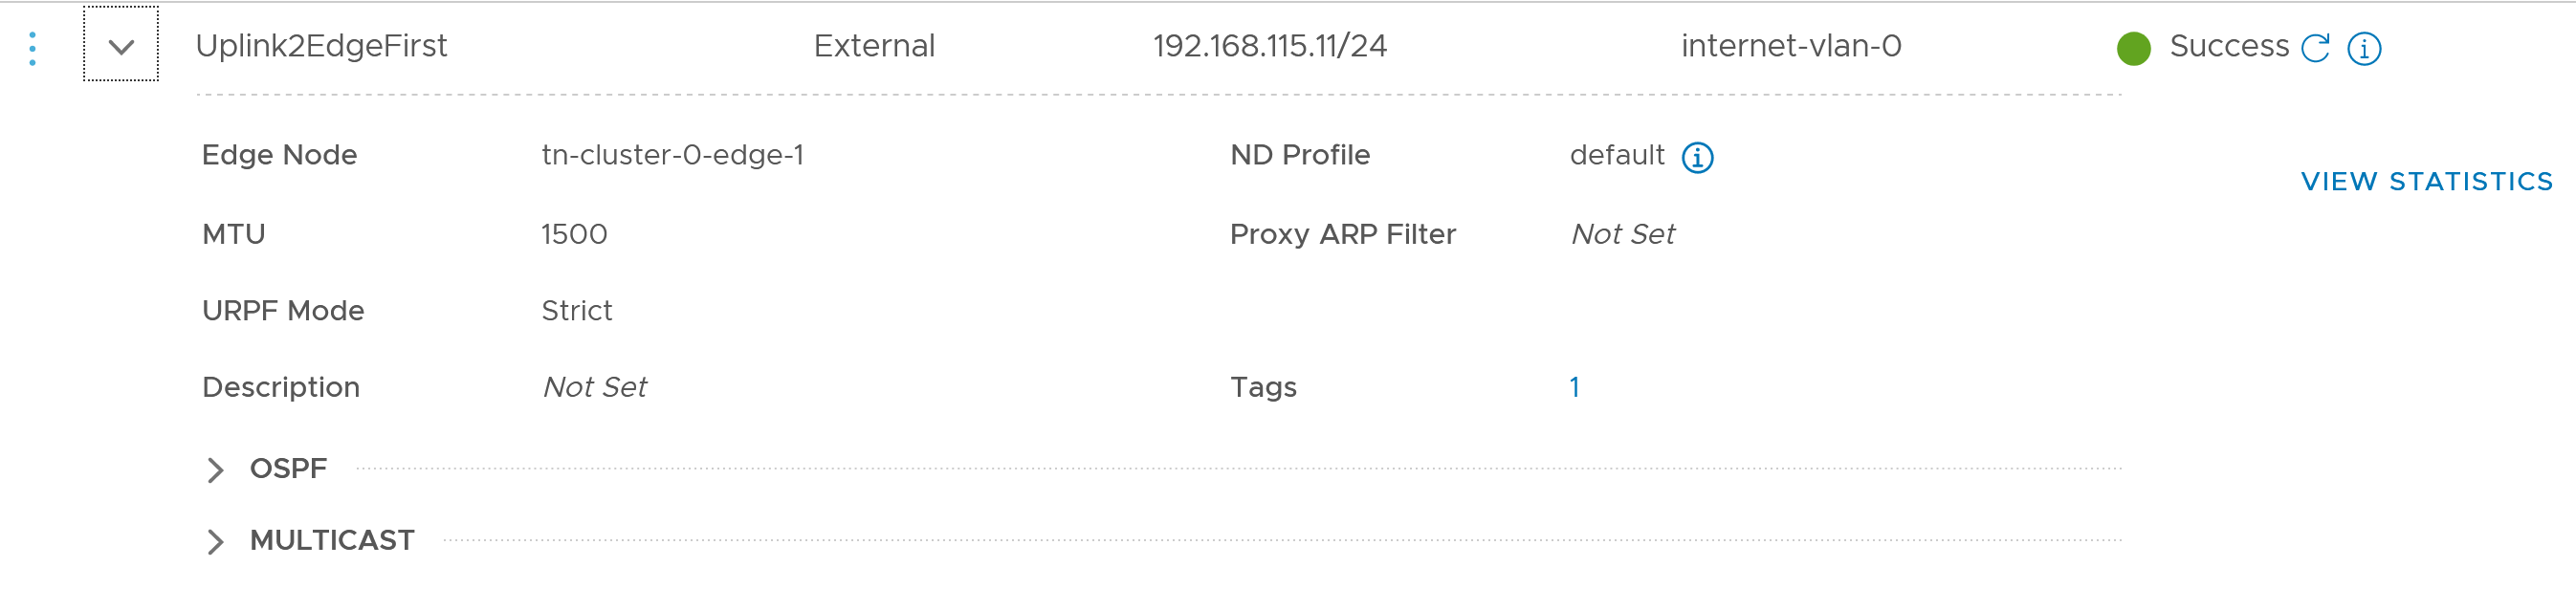 Uplink2EdgeFirst External 192.168.115.11/24 internet-vlan-0 Success
Edge Node tn-cluster-0-edge-1 ND Profile default
VIEW STATISTICS
MTU 1500 Proxy ARP Filter Not Set
URPF Mode Strict
Description Not Set Tags 1
OSPF
MULTICAST